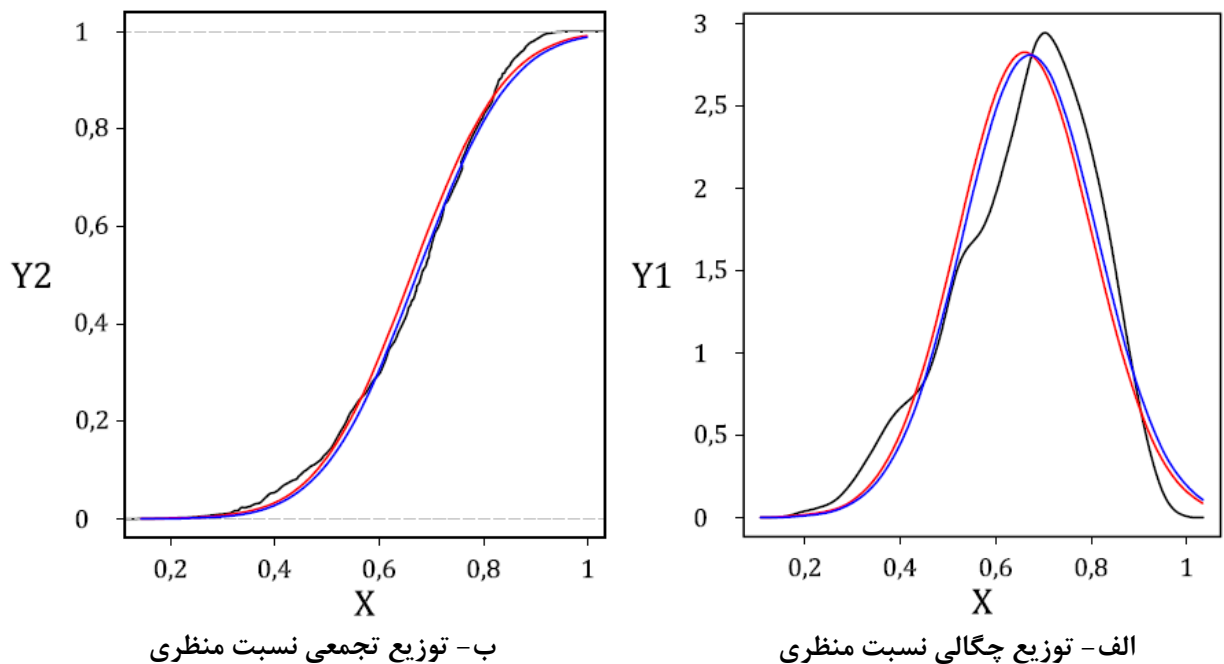 3
2,5
2
1,5
1
0,5
0
Y1
0,2 0,4 0,6 0,8 1
X
الف- توزیع چگالی نسبت منظری
1
0,8
0,6
0,4
0,2
0
Y2
0,2 0,4 0,6 0,8 1
X
ب- توزیع تجمعی نسبت منظری